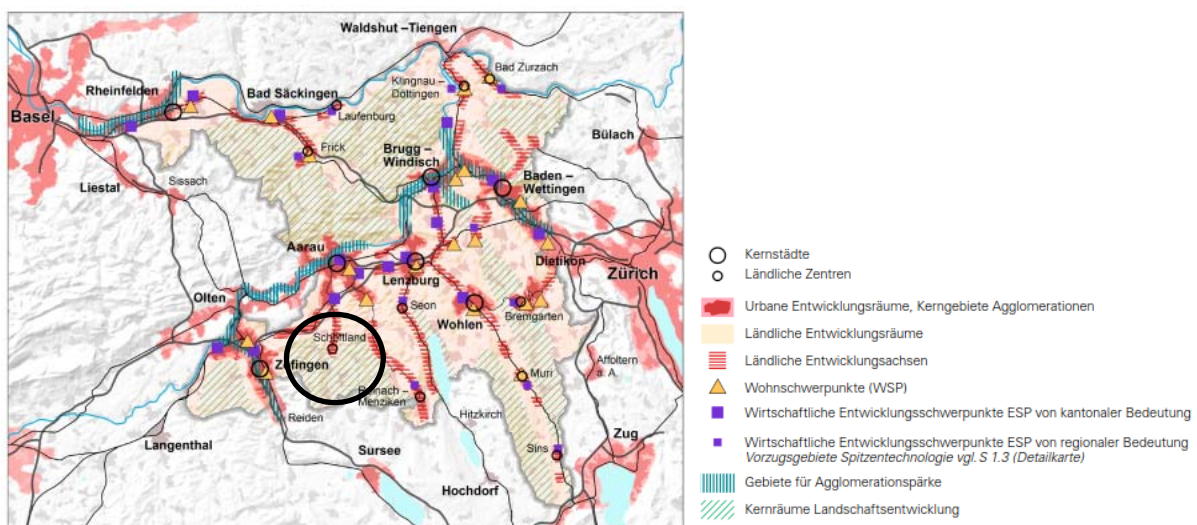 Waldshut –Tiengen
Bad Zurzach
Klingnau –
Döttingen
Rheinfelden
Bad Säckingen
Laufenburg
Basel
Bülach
Frick
Brugg –
Windisch
Liestal
Sissach
Baden –
Wettingen
Aarau
Dietikon
Zürich
Lenzburg
Olten
Seon
Wohlen
Bremgarten
Schöftland
Zofingen
Affoltern
a. A.
Muri
Reinach –
Menziken
Reiden
Hitzkirch
Langenthal
Sursee
Sins
Zug
Hochdorf
Kernstädte
Ländliche Zentren
Urbane Entwicklungsräume, Kerngebiete Agglomerationen
Ländliche Entwicklungsräume
Ländliche Entwicklungsachsen
Wohnschwerpunkte (WSP)
Wirtschaftliche Entwicklungsschwerpunkte ESP von kantonaler Bedeutung
Wirtschaftliche Entwicklungsschwerpunkte ESP von regionaler Bedeutung
Vorzugsgebiete Spitzentechnologie vgl. S 1.3 (Detailkarte)
Gebiete für Agglomerationspärke
Kernräume Landschaftsentwicklung